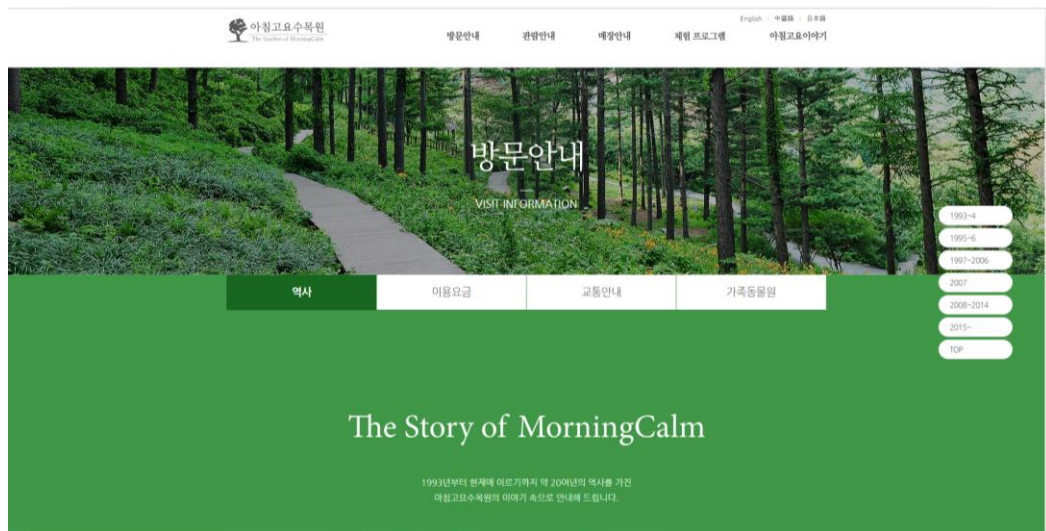 English 中國語 日本語
아침고요수목원
The Garden of MorningCalm
방문안내 관람안내 매장안내 체험 프로그램 아침고요이야기
방문안내
VISIT INFORMATION
1993~4
1995~6
1997~2006
2007
2008~2014
2015~
TOP
역사 이용요금 교통안내 가족동물원
The Story of MorningCalm
1993년부터 현재에 이르기까지 약 20여년의 역사를 가진
아침고요수목원의 이야기 속으로 안내해 드립니다.